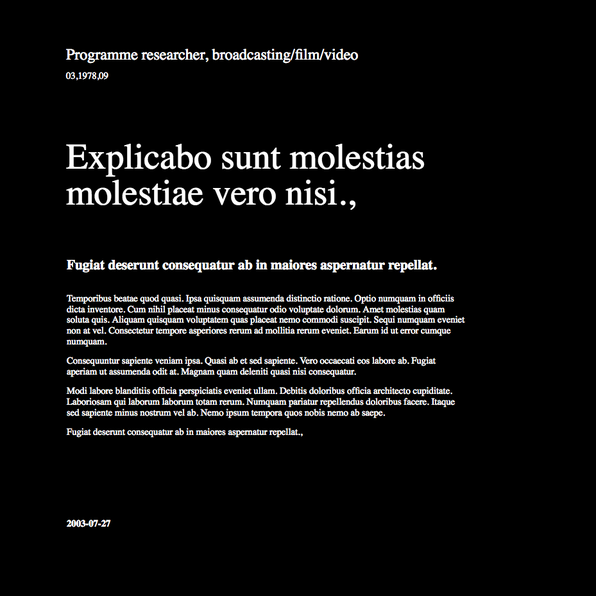 Programme researcher, broadcasting/film/video
03,1978,09
Explicabo sunt molestias
molestiae vero nisi.,
Fugiat deserunt consequatur ab in maiores aspernatur repellat.
Temporibus beatae quod quasi. Ipsa quisquam assumenda distinctio ratione. Optio numquam in officiis
dicta inventore. Cum nihil placeat minus consequatur odio voluptate dolorum. Amet molestias quam
soluta quis. Aliquam quisquam voluptatem quas placeat nemo commodi suscipit. Sequi numquam eveniet
non at vel. Consectetur tempore asperiores rerum ad mollitia rerum eveniet. Earum id ut error cumque
numquam.
Consequuntur sapiente veniam ipsa. Quasi ab et sed sapiente. Vero occaecati eos labore ab. Fugiat
aperiam ut assumenda odit at. Magnam quam deleniti quasi nisi consequatur.
Modi labore blanditiis officia perspiciatis eveniet ullam. Debitis doloribus officia architecto cupiditate.
Laboriosam qui laborum laborum totam rerum. Numquam pariatur repellendus doloribus facere. Itaque
sed sapiente minus nostrum vel ab. Nemo ipsum tempora quos nobis nemo ab saepe.
Fugiat deserunt consequatur ab in maiores aspernatur repellat.,
2003-07-27